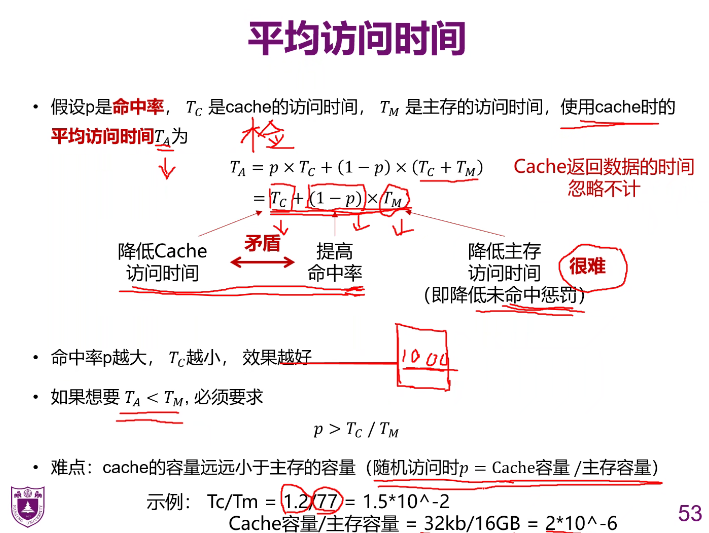 平均访问时间
• 假设p是命中率， T_C 是cache的访问时间， T_M 是主存的访问时间，使用cache时的
平均访问时间T_A为
检
T_A = p × T_C + (1 − p) × (T_C + T_M)
= T_C + (1 − p) × T_M
Cache返回数据的时间
忽略不计
降低Cache
访问时间
矛盾
提高
命中率
降低主存
访问时间
（即降低未命中惩罚）
很难
• 命中率p越大， T_C越小， 效果越好
1000
• 如果想要 T_A < T_M, 必须要求
p > T_C / T_M
• 难点：cache的容量远远小于主存的容量（随机访问时p = Cache容量 /主存容量）
示例： Tc/Tm = 1.2/77 = 1.5*10^-2
Cache容量/主存容量 = 32kb/16GB = 2*10^-6
53